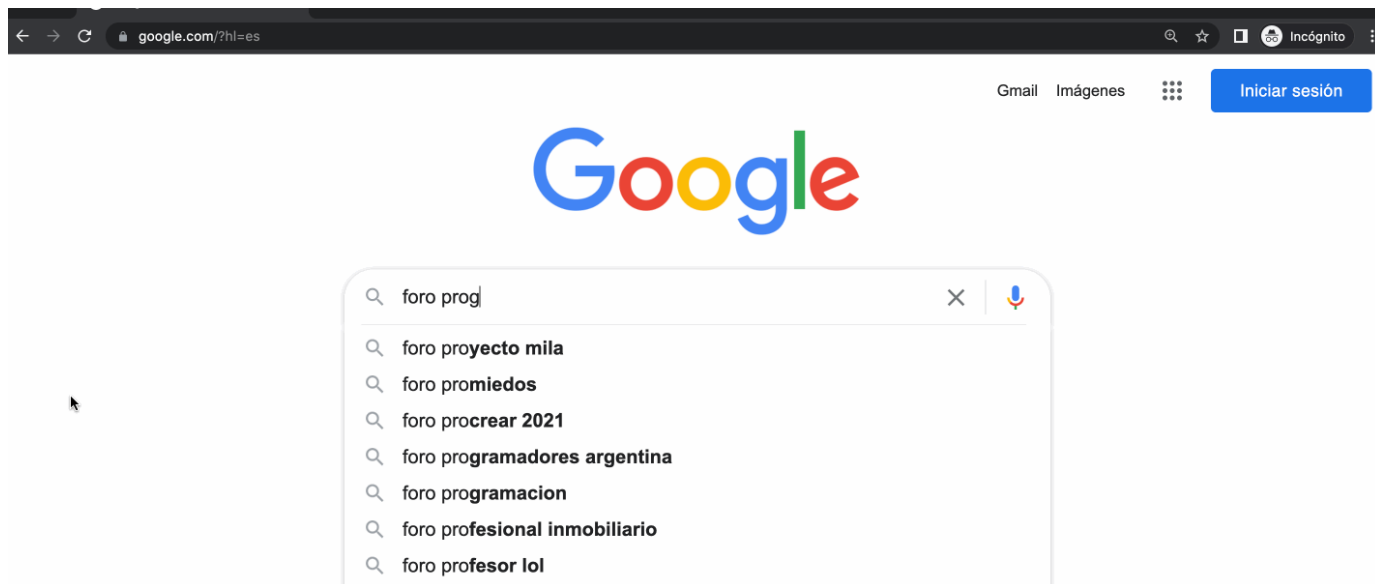 google.com/?hl=es
Incógnito
Gmail Imágenes
Iniciar sesión
Google
foro prog
foro proyecto mila
foro promiedos
foro procrear 2021
foro programadores argentina
foro programacion
foro profesional inmobiliario
foro profesor lol